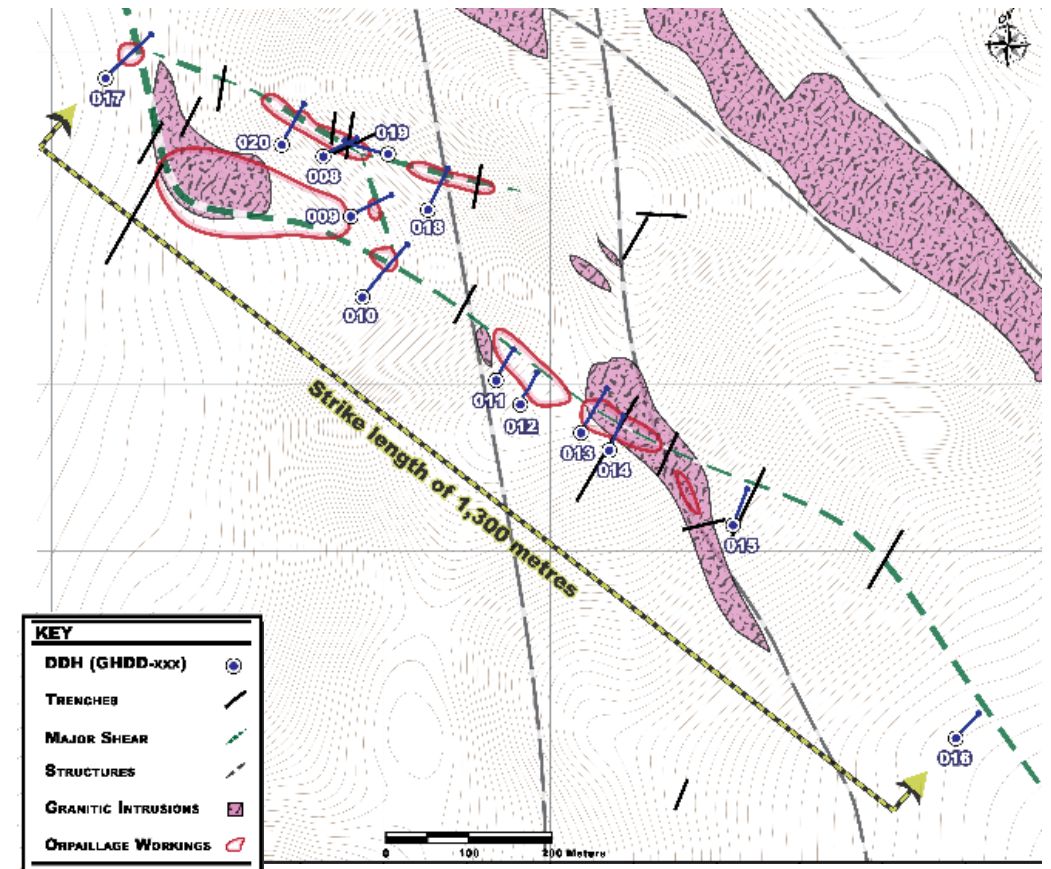 017
020
008
019
009
018
010
011
012
013
014
015
016
Strike length of 1,300 metres
KEY
DDH (GHDD-xxx)
TRENCHES
MAJOR SHEAR
STRUCTURES
GRANITIC INTRUSIONS
ORPAILLAGE WORKINGS
0 100 200 Meters